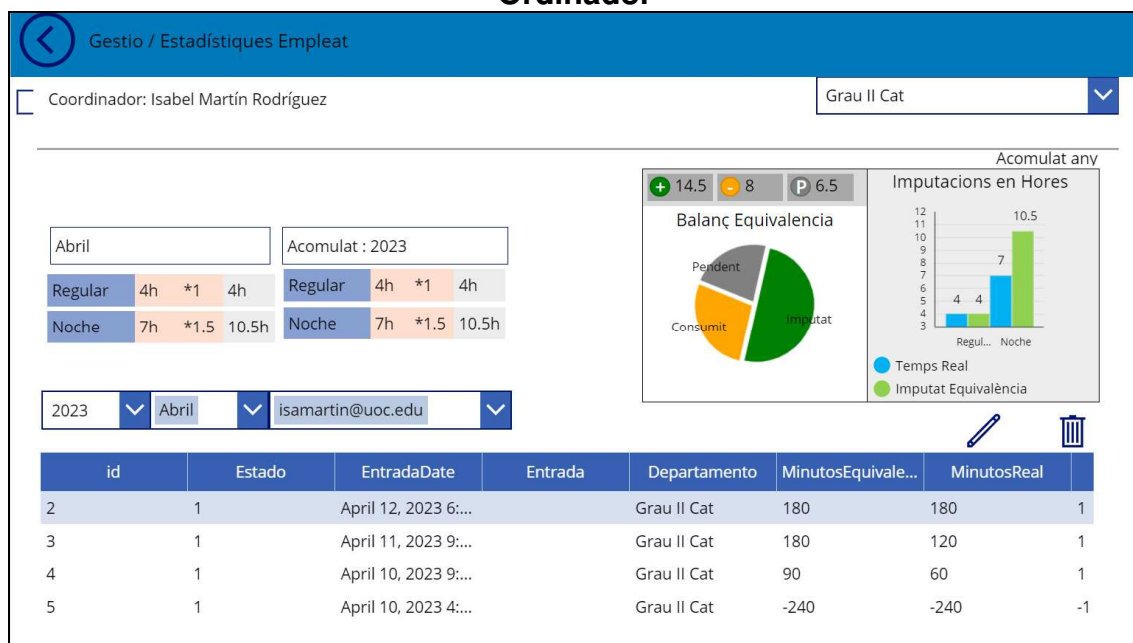 Ordinador
Gestio / Estadístiques Empleat
Coordinador: Isabel Martín Rodríguez
Grau II Cat
Acomulat any
14.5 8 P 6.5
Balanç Equivalencia
Pendent
Consumit
Imputat
Imputacions en Hores
12
11
10
9
8
7
6
5
4
3
4 4 7 10.5
Regul... Noche
Temps Real
Imputat Equivalència
Abril
Regular 4h *1 4h
Noche 7h *1.5 10.5h
Acomulat : 2023
Regular 4h *1 4h
Noche 7h *1.5 10.5h
2023 Abril isamartin@uoc.edu
id Estado EntradaDate Entrada Departamento MinutosEquivale... MinutosReal
2 1 April 12, 2023 6:... Grau II Cat 180 180 1
3 1 April 11, 2023 9:... Grau II Cat 180 120 1
4 1 April 10, 2023 9:... Grau II Cat 90 60 1
5 1 April 10, 2023 4:... Grau II Cat -240 -240 -1